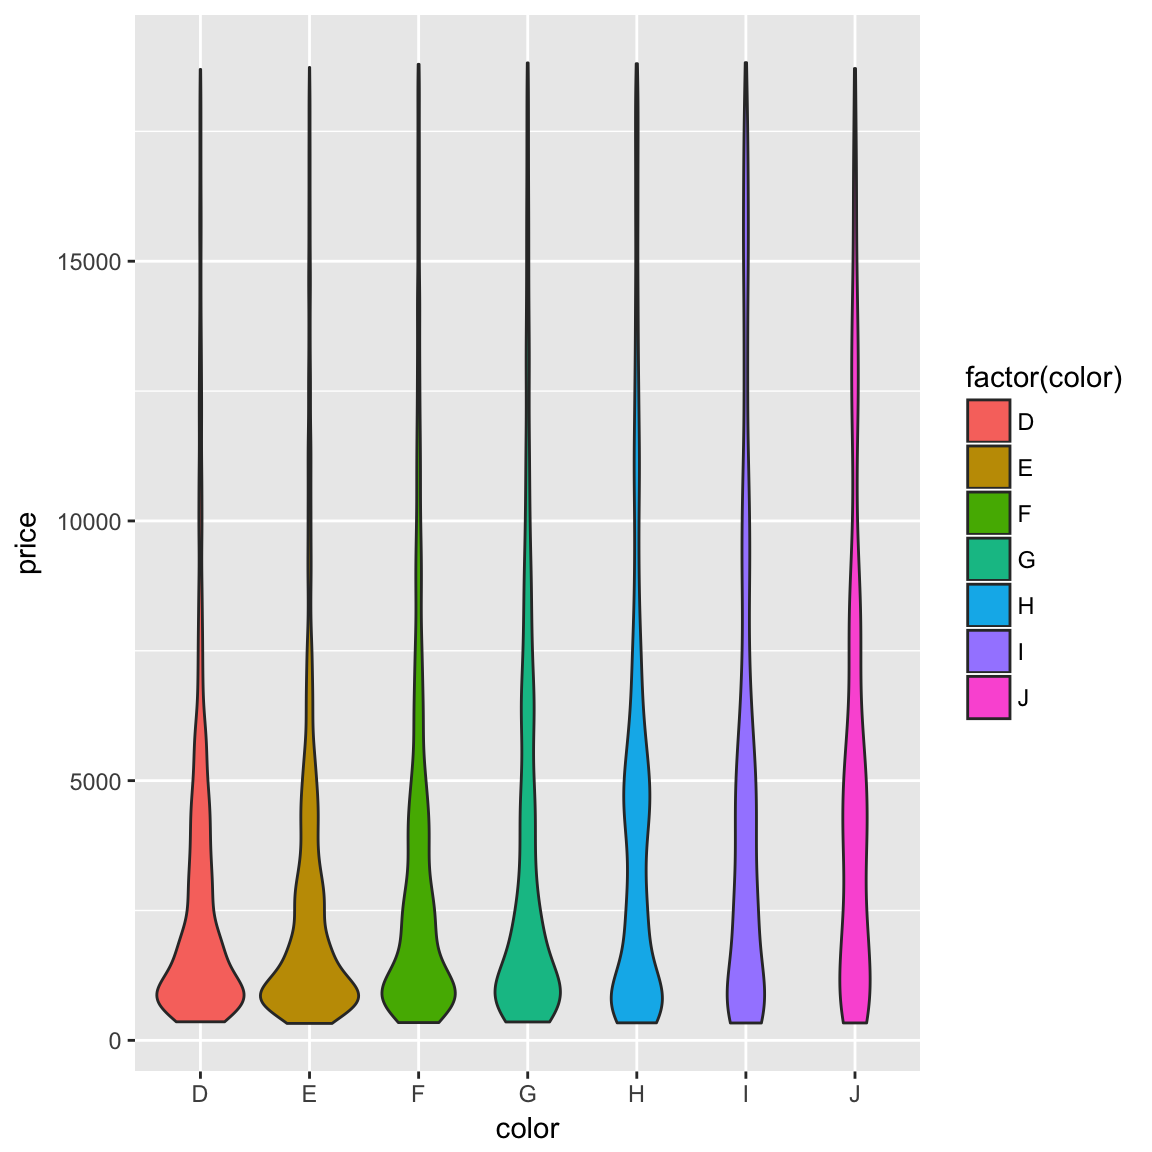 price
15000
10000
5000
0
D E F G H I J
color
factor(color)
D
E
F
G
H
I
J